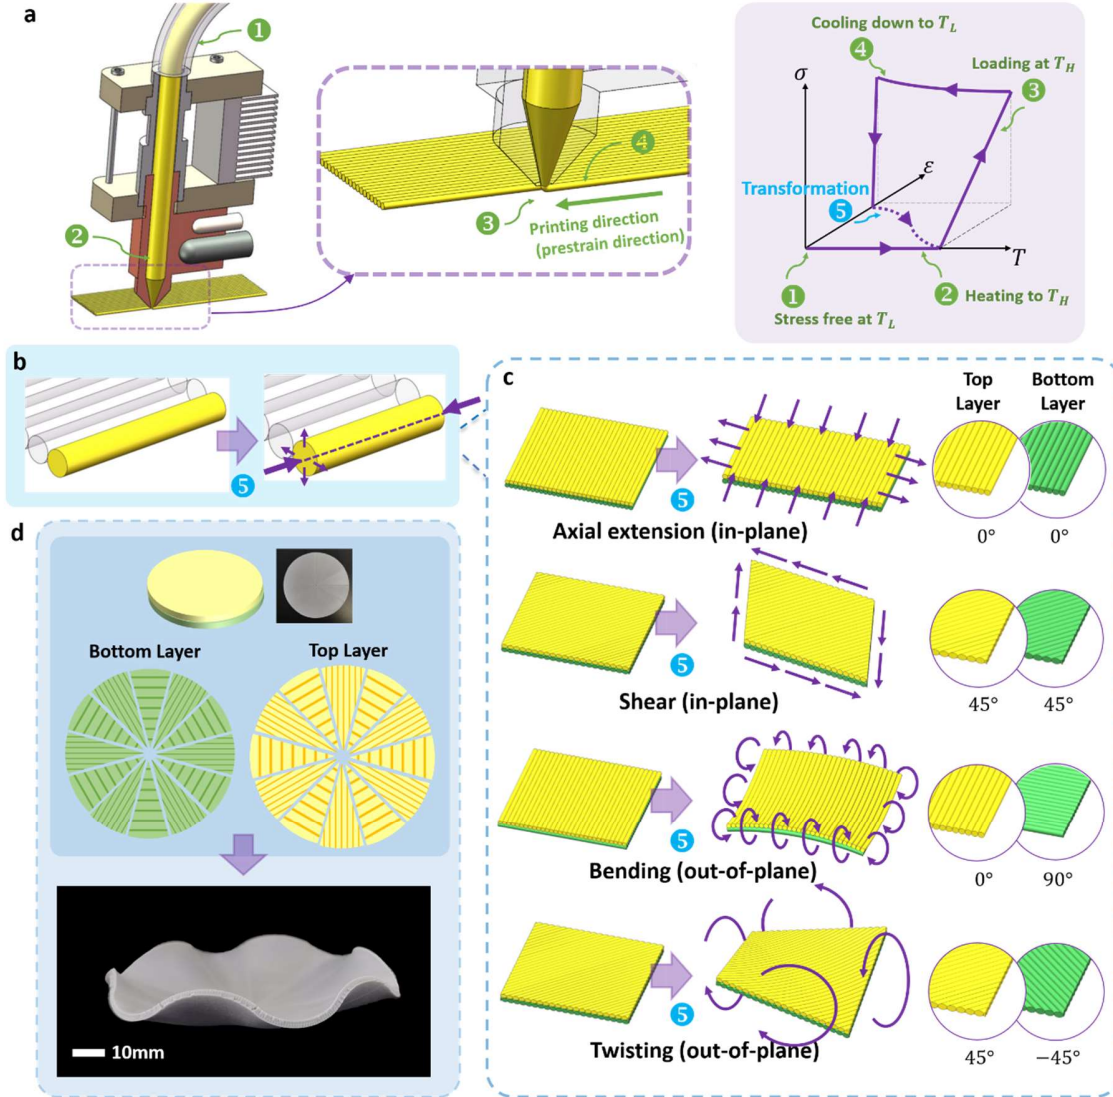 a
1
2
3
4
Printing direction
(prestrain direction)
Cooling down to T_L
4
Loading at T_H
3
σ
ε
Transformation
5
T
1
2
Heating to T_H
Stress free at T_L
b
5
c
Top
Layer
Bottom
Layer
5
Axial extension (in-plane)
0°
0°
5
Shear (in-plane)
45°
45°
5
Bending (out-of-plane)
0°
90°
5
Twisting (out-of-plane)
45°
−45°
d
Bottom Layer
Top Layer
10mm